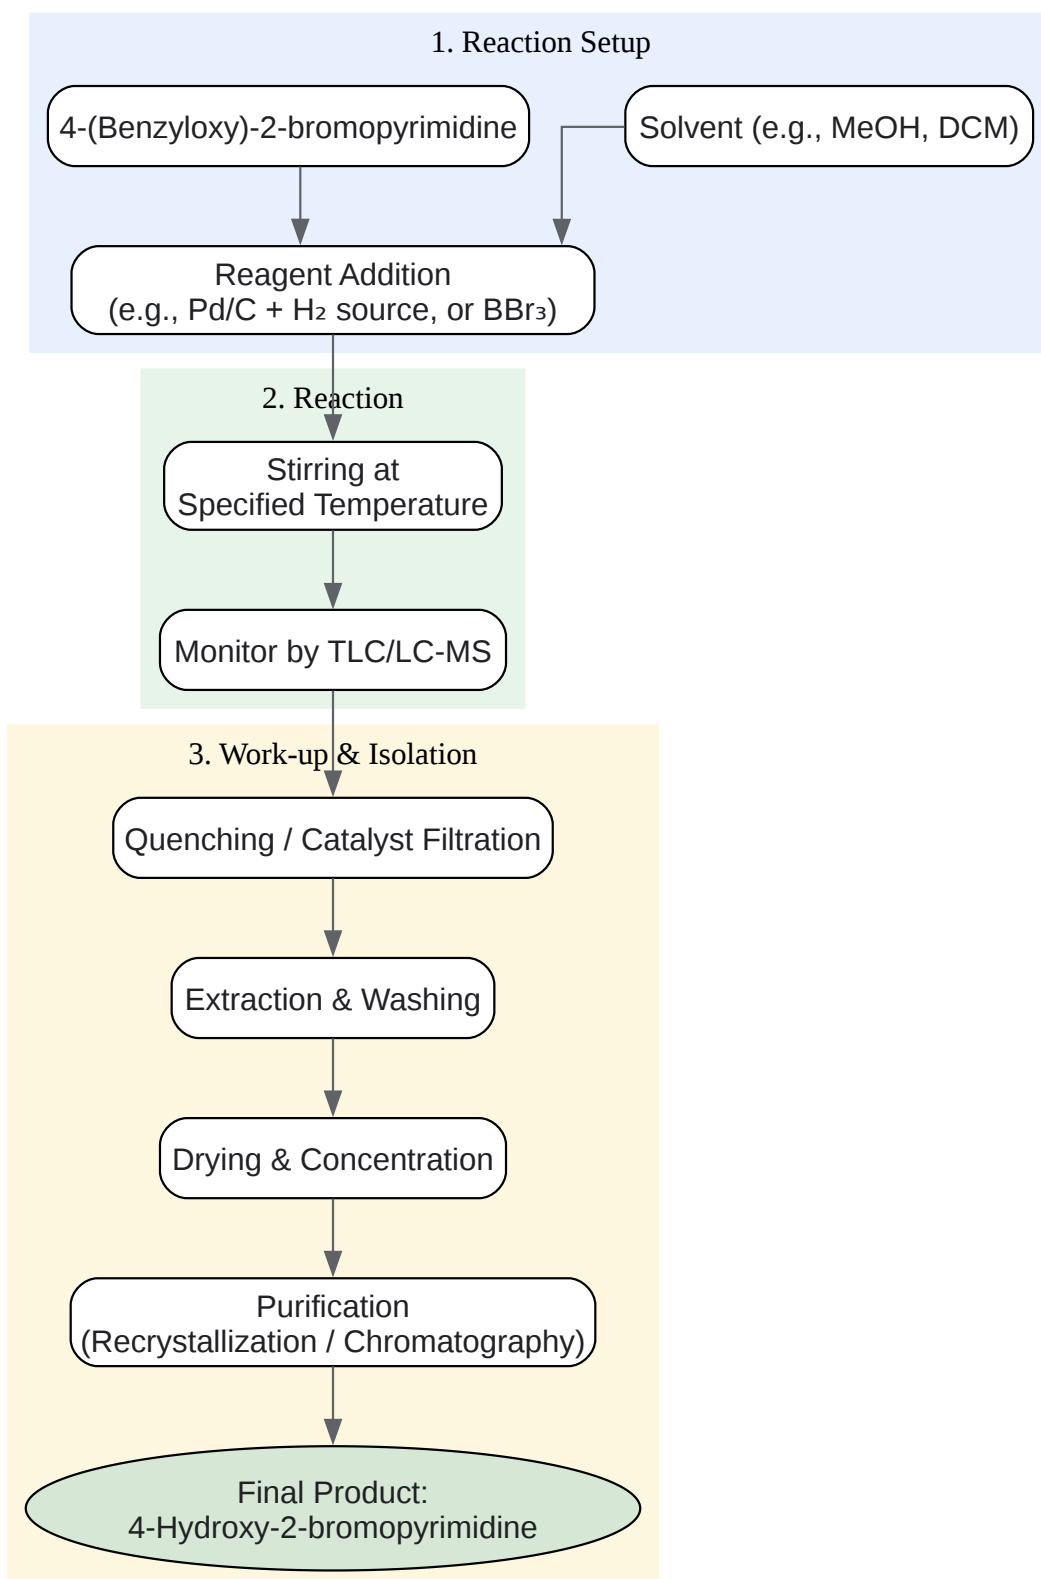 1. Reaction Setup
4-(Benzyloxy)-2-bromopyrimidine
Solvent (e.g., MeOH, DCM)
Reagent Addition
(e.g., Pd/C + H₂ source, or BBr₃)
2. Reaction
Stirring at
Specified Temperature
Monitor by TLC/LC-MS
3. Work-up & Isolation
Quenching / Catalyst Filtration
Extraction & Washing
Drying & Concentration
Purification
(Recrystallization / Chromatography)
Final Product:
4-Hydroxy-2-bromopyrimidine